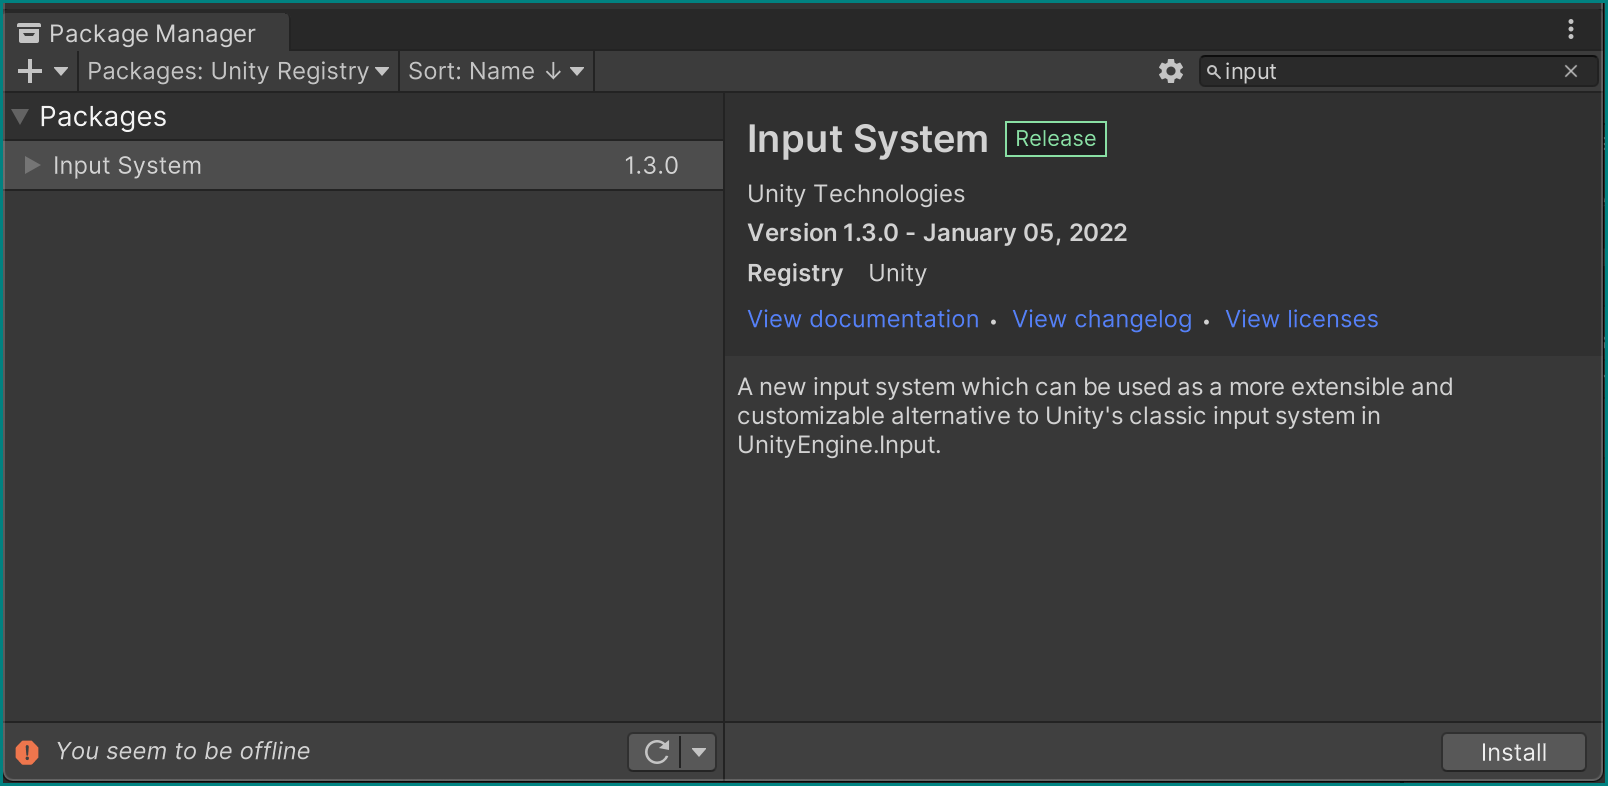 Package Manager
Packages: Unity Registry Sort: Name ↓ input
Packages
Input System 1.3.0
Input System Release
Unity Technologies
Version 1.3.0 - January 05, 2022
Registry Unity
View documentation • View changelog • View licenses
A new input system which can be used as a more extensible and
customizable alternative to Unity's classic input system in
UnityEngine.Input.
You seem to be offline
Install